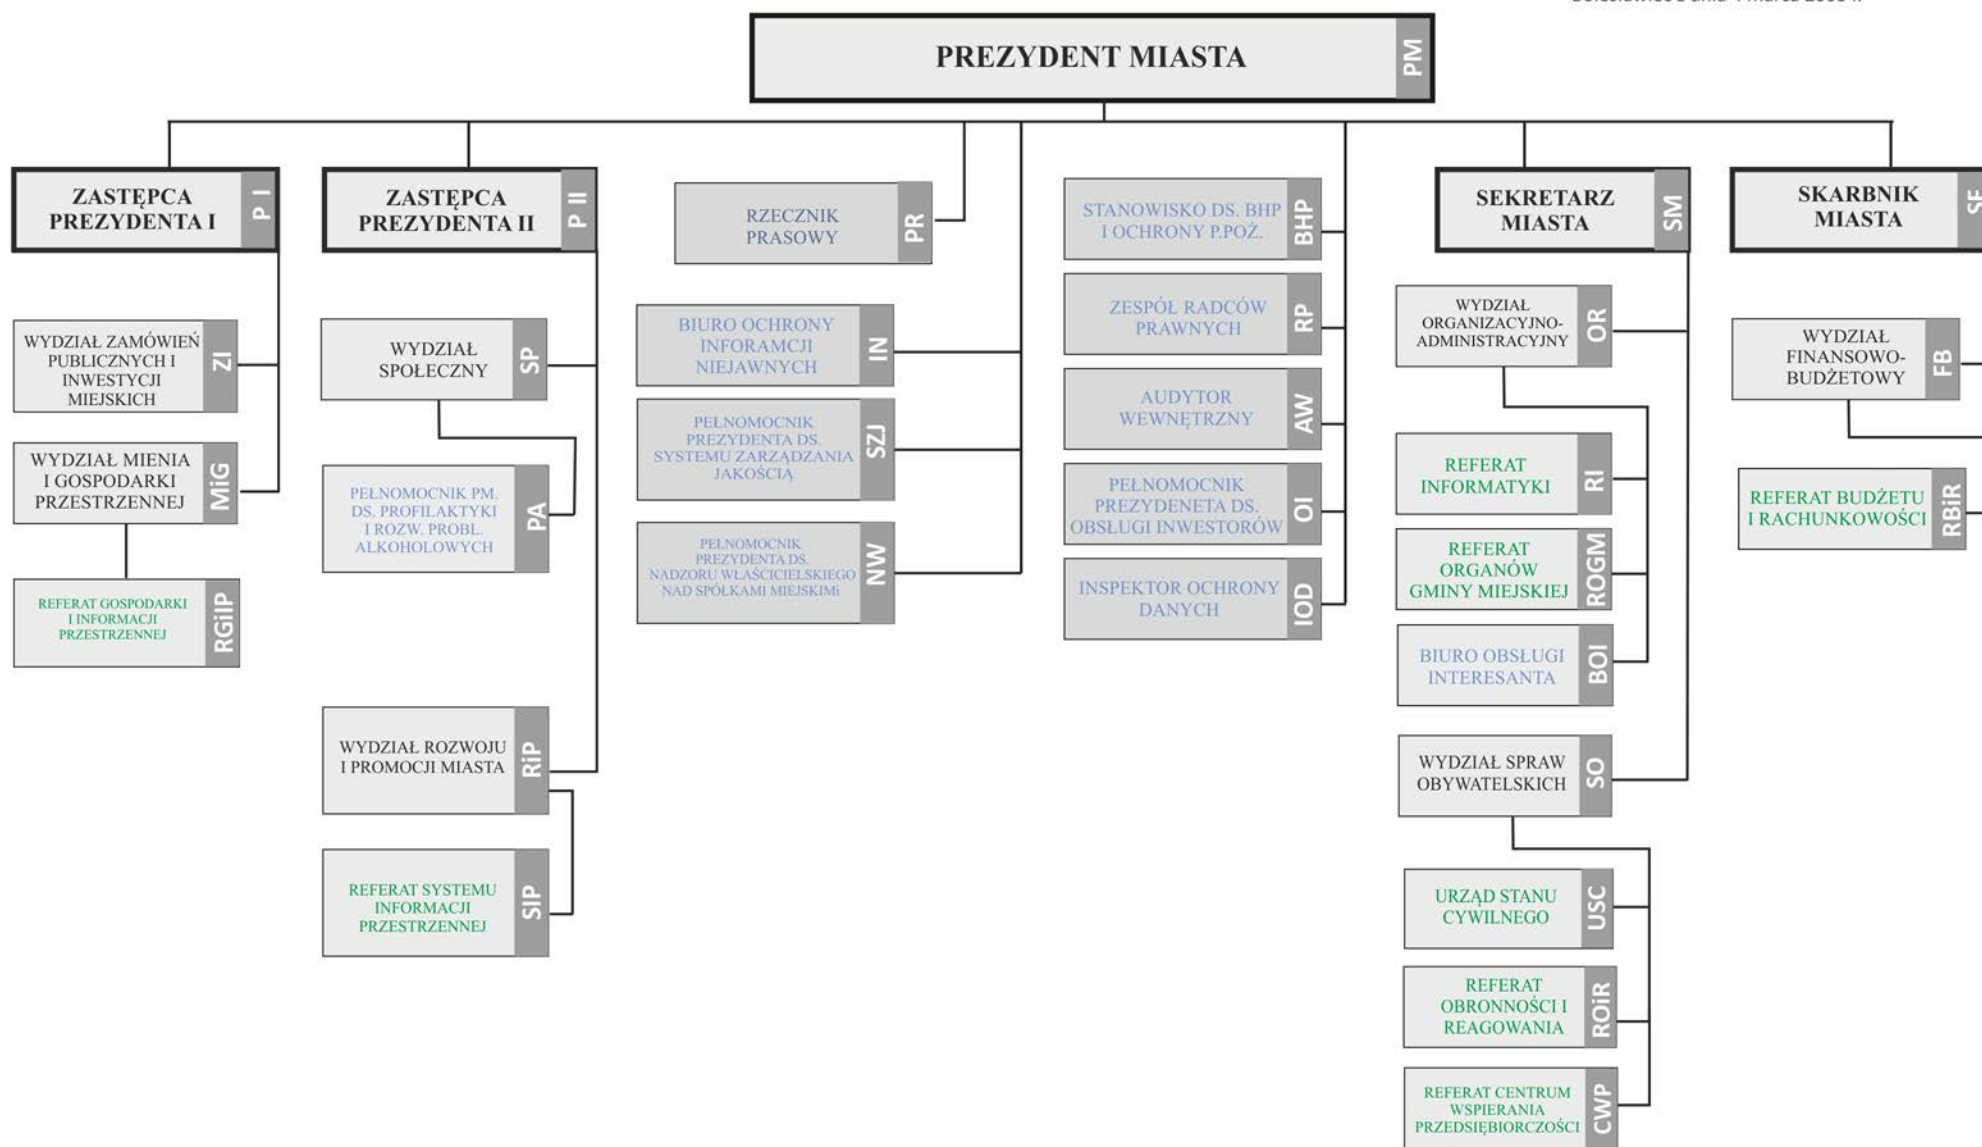 PREZYDENT MIASTA
PM
ZASTĘPCA
PREZYDENTA I
P I
ZASTĘPCA
PREZYDENTA II
P II
RZECZNIK
PRASOWY
PR
STANOWISKO DS. BHP
I OCHRONY P.POŻ.
BHP
SEKRETARZ
MIASTA
SM
SKARBNIK
MIASTA
WYDZIAŁ ZAMÓWIEŃ
PUBLICZNYCH I
INWESTYCJI
MIEJSKICH
ZI
WYDZIAŁ MIENIA
I GOSPODARKI
PRZESTRZENNEJ
MiG
REFERAT GOSPODARKI
I INFORMACJI
PRZESTRZENNEJ
RGiIP
WYDZIAŁ
SPOŁECZNY
SP
PEŁNOMOCNIK PM.
DS. PROFILAKTYKI
I ROZW. PROBL.
ALKOHOLOWYCH
PA
WYDZIAŁ ROZWOJU
I PROMOCJI MIASTA
RiP
REFERAT SYSTEMU
INFORMACJI
PRZESTRZENNEJ
SIP
BIURO OCHRONY
INFORAMCJI
NIEJAWNYCH
IN
PEŁNOMOCNIK
PREZYDENTA DS.
SYSTEMU ZARZĄDZANIA
JAKOŚCIĄ
SZJ
PEŁNOMOCNIK
PREZYDENTA DS.
NADZORU WŁAŚCICIELSKIEGO
NAD SPÓŁKAMI MIEJSKIMi
NW
ZESPÓŁ RADCÓW
PRAWNYCH
RP
AUDYTOR
WEWNĘTRZNY
AW
PEŁNOMOCNIK
PREZYDENETA DS.
OBSŁUGI INWESTORÓW
OI
INSPEKTOR OCHRONY
DANYCH
IOD
WYDZIAŁ
ORGANIZACYJNO-
ADMINISTRACYJNY
OR
REFERAT
INFORMATYKI
RI
REFERAT
ORGANÓW
GMINY MIEJSKIEJ
ROGM
BIURO OBSŁUGI
INTERESANTA
BOI
WYDZIAŁ SPRAW
OBYWATELSKICH
SO
URZĄD STANU
CYWILNEGO
USC
REFERAT
OBRONNOŚCI I
REAGOWANIA
ROiR
REFERAT CENTRUM
WSPIERANIA
PRZEDSIĘBIORCZOŚCI
CWP
WYDZIAŁ
FINANSOWO-
BUDŻETOWY
FB
REFERAT BUDŻETU
I RACHUNKOWOŚCI
RBiR